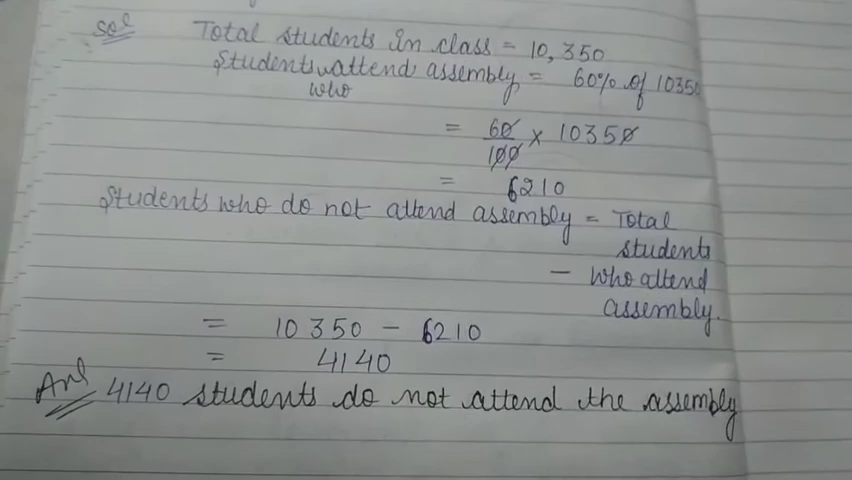 Sol Total students in class = 10,350
Students who attend assembly = 60% of 10350
= 60/100 × 10350
= 6210
Students who do not attend assembly = Total
students
- who attend
assembly.
= 10350 - 6210
= 4140
Ans 4140 students do not attend the assembly